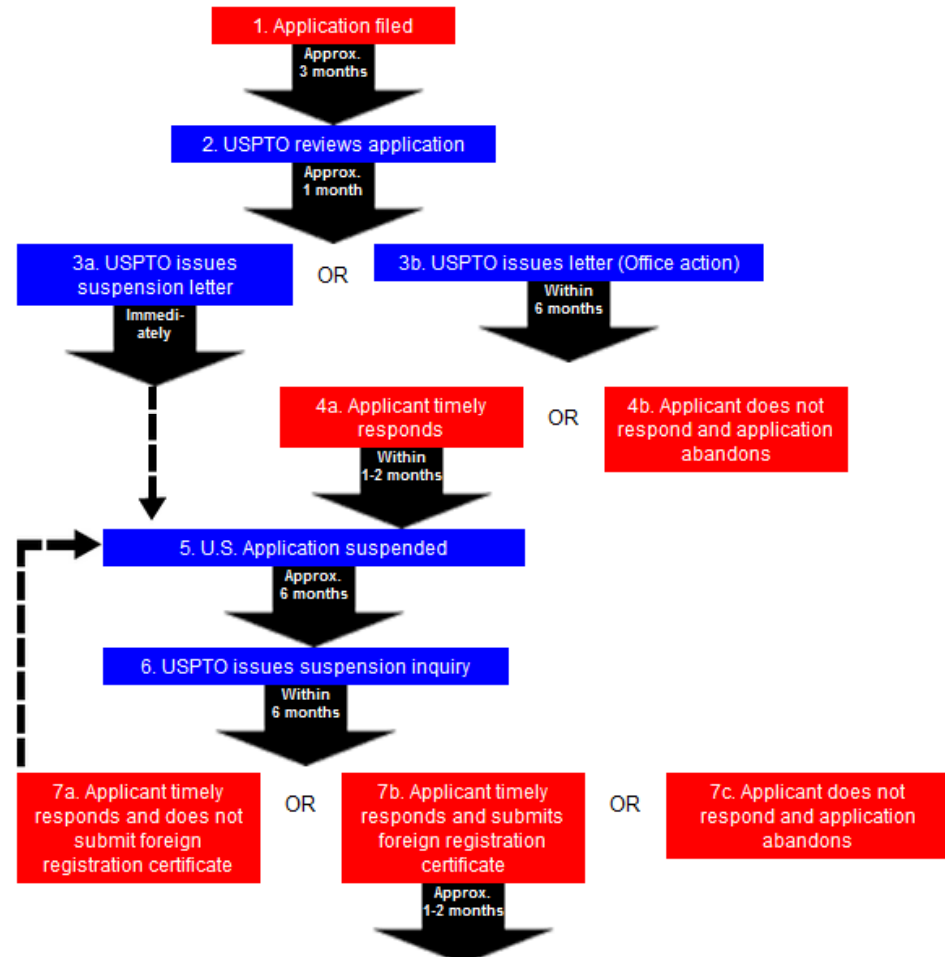 1. Application filed
Approx.
3 months
2. USPTO reviews application
Approx.
1 month
3a. USPTO issues
suspension letter
OR
3b. USPTO issues letter (Office action)
Immedi-
ately
Within
6 months
4a. Applicant timely
responds
OR
4b. Applicant does not
respond and application
abandons
Within
1-2 months
5. U.S. Application suspended
Approx.
6 months
6. USPTO issues suspension inquiry
Within
6 months
7a. Applicant timely
responds and does not
submit foreign
registration certificate
OR
7b. Applicant timely
responds and submits
foreign registration
certificate
OR
7c. Applicant does not
respond and application
abandons
Approx.
1-2 months